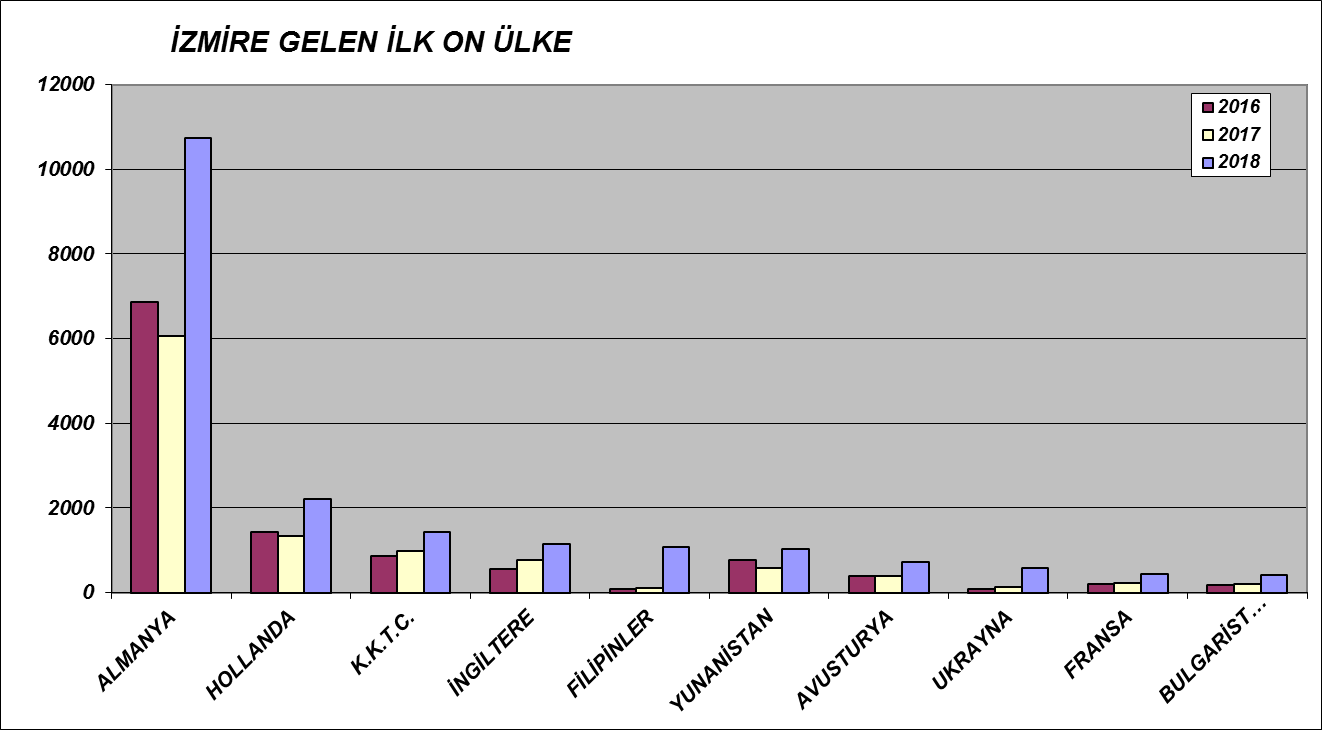 İZMİRE GELEN İLK ON ÜLKE
12000
10000
8000
6000
4000
2000
0
2016
2017
2018
ALMANYA
HOLLANDA
K.K.T.C.
İNGİLTERE
FİLİPİNLER
YUNANİSTAN
AVUSTURYA
UKRAYNA
FRANSA
BULGARİST...